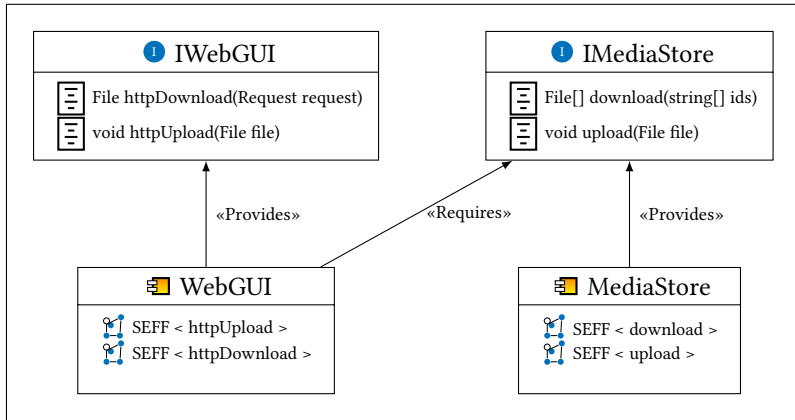 I IWebGUI
File httpDownload(Request request)
void httpUpload(File file)
I IMediaStore
File[] download(string[] ids)
void upload(File file)
«Provides»
«Requires»
«Provides»
WebGUI
SEFF < httpUpload >
SEFF < httpDownload >
MediaStore
SEFF < download >
SEFF < upload >